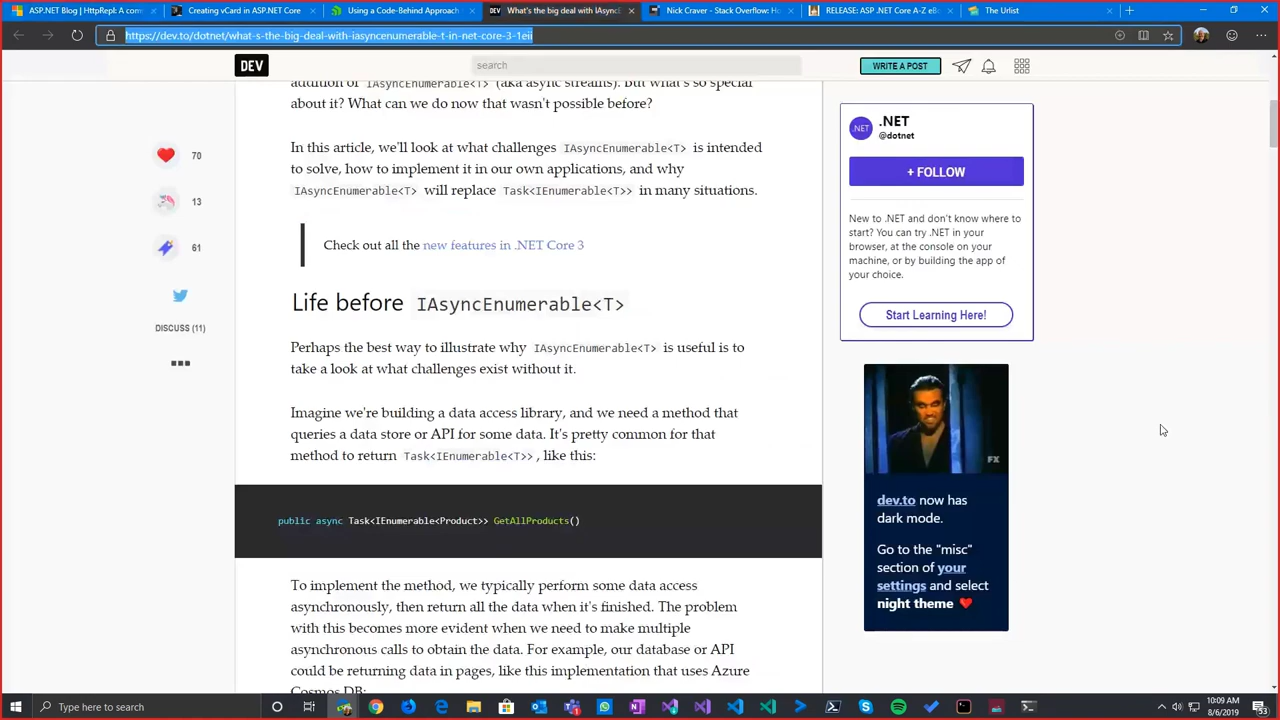 ASP.NET Blog | HttpRepl: A com
Creating vCard in ASP.NET Core
Using a Code-Behind Approach
What's the big deal with IAsync
Nick Craver - Stack Overflow: Ho
RELEASE: ASP .NET Core A-Z eBo
The Urlist
https://dev.to/dotnet/what-s-the-big-deal-with-iasyncenumerable-t-in-net-core-3-1eii
DEV
search
WRITE A POST
addition of IAsyncEnumerable<T> (aka async streams). But what's so special
about it? What can we do now that wasn't possible before?
In this article, we'll look at what challenges IAsyncEnumerable<T> is intended
to solve, how to implement it in our own applications, and why
IAsyncEnumerable<T> will replace Task<IEnumerable<T>> in many situations.
Check out all the new features in .NET Core 3
Life before IAsyncEnumerable<T>
Perhaps the best way to illustrate why IAsyncEnumerable<T> is useful is to
take a look at what challenges exist without it.
Imagine we're building a data access library, and we need a method that
queries a data store or API for some data. It's pretty common for that
method to return Task<IEnumerable<T>>, like this:
public async Task<IEnumerable<Product>> GetAllProducts()
To implement the method, we typically perform some data access
asynchronously, then return all the data when it's finished. The problem
with this becomes more evident when we need to make multiple
asynchronous calls to obtain the data. For example, our database or API
could be returning data in pages, like this implementation that uses Azure
Cosmos DB:
70
13
61
DISCUSS (11)
.NET
.NET
@dotnet
+ FOLLOW
New to .NET and don't know where to
start? You can try .NET in your
browser, at the console on your
machine, or by building the app of
your choice.
Start Learning Here!
FX
dev.to now has
dark mode.
Go to the "misc"
section of your
settings and select
night theme
Type here to search
10:09 AM
8/6/2019
53